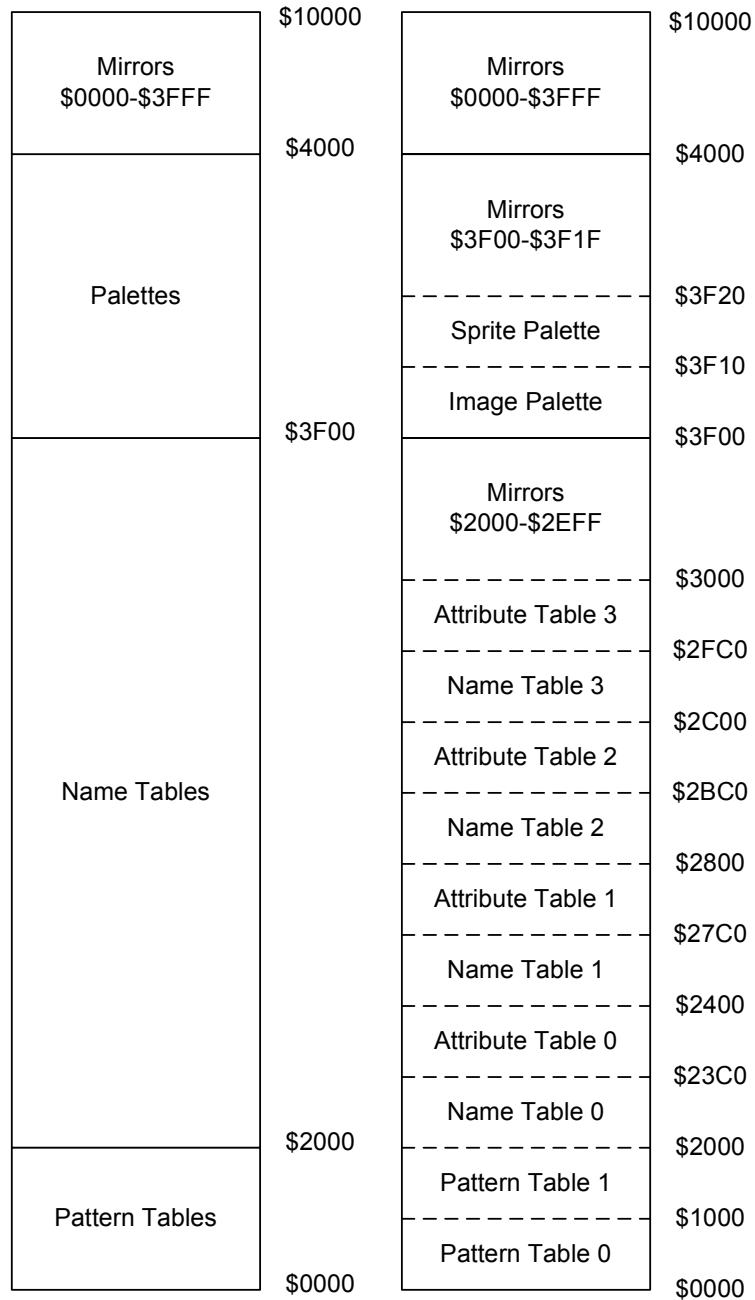 $10000
Mirrors
$0000-$3FFF
$4000
Palettes
$3F00
Name Tables
$2000
Pattern Tables
$0000
$10000
Mirrors
$0000-$3FFF
$4000
Mirrors
$3F00-$3F1F
$3F20
Sprite Palette
$3F10
Image Palette
$3F00
Mirrors
$2000-$2EFF
$3000
Attribute Table 3
$2FC0
Name Table 3
$2C00
Attribute Table 2
$2BC0
Name Table 2
$2800
Attribute Table 1
$27C0
Name Table 1
$2400
Attribute Table 0
$23C0
Name Table 0
$2000
Pattern Table 1
$1000
Pattern Table 0
$0000